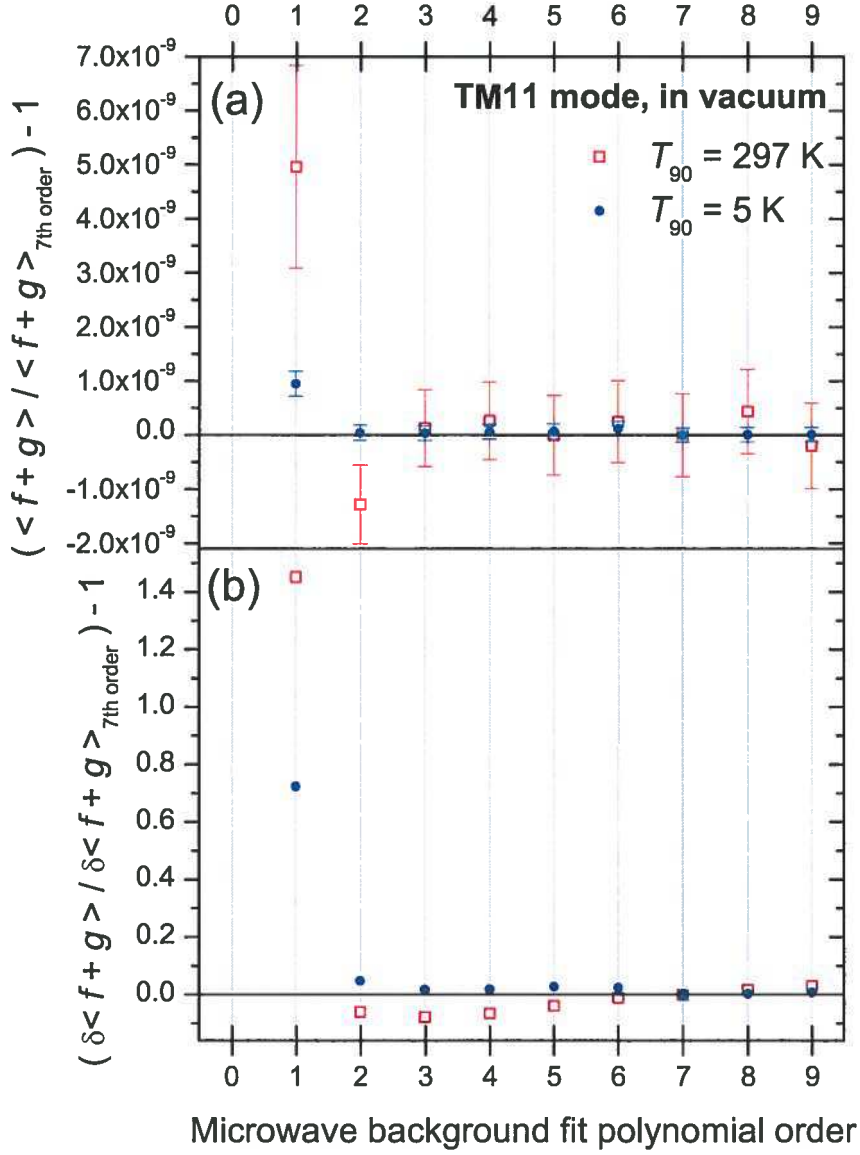 0 1 2 3 4 5 6 7 8 9
(a)
TM11 mode, in vacuum
T90 = 297 K
T90 = 5 K
7.0x10-9
6.0x10-9
5.0x10-9
4.0x10-9
3.0x10-9
2.0x10-9
1.0x10-9
0.0
-1.0x10-9
-2.0x10-9
( < f + g > / < f + g >7th order ) - 1
(b)
1.4
1.2
1.0
0.8
0.6
0.4
0.2
0.0
( δ< f + g > / δ< f + g >7th order ) - 1
0 1 2 3 4 5 6 7 8 9
Microwave background fit polynomial order